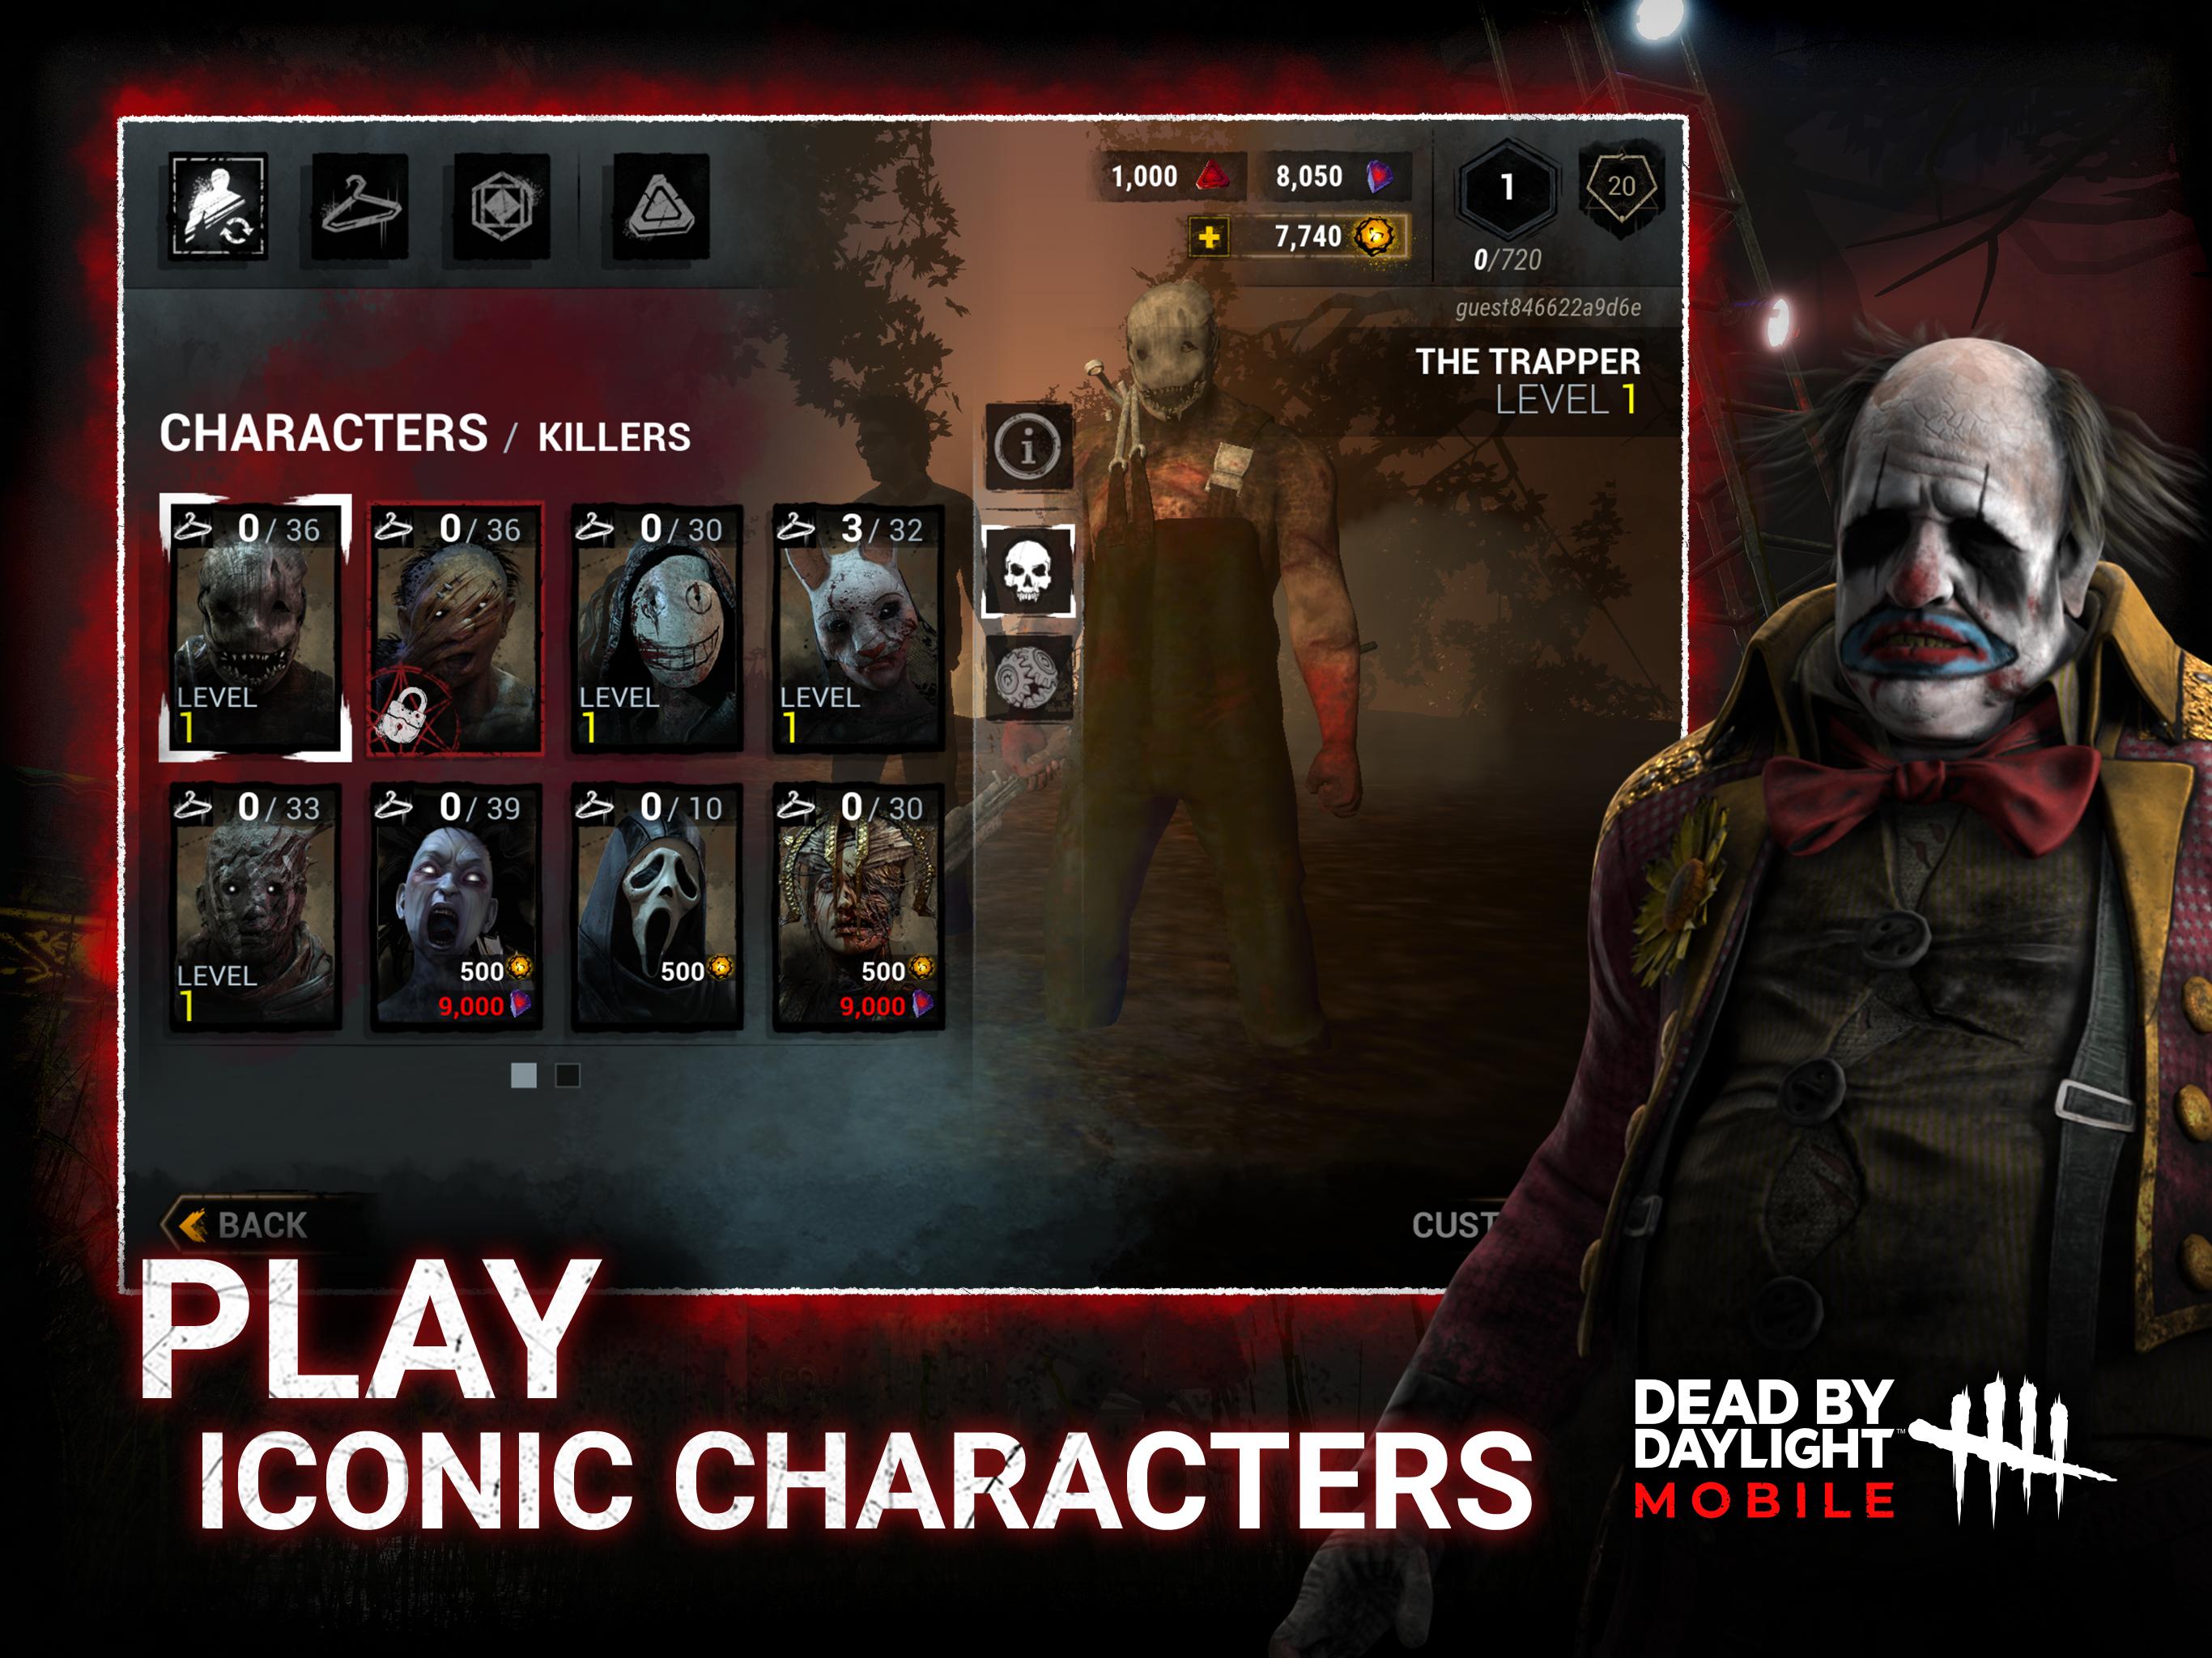 1,000
8,050
1
20
7,740
0/720
guest846622a9d6e
THE TRAPPER
LEVEL 1
CHARACTERS / KILLERS
0/ 36
0/ 36
0/ 30
3/ 32
LEVEL
1
LEVEL
1
LEVEL
1
0/ 33
0/ 39
0/ 10
0/ 30
LEVEL
1
500
9,000
500
500
9,000
BACK
CUST
PLAY
ICONIC CHARACTERS
DEAD BY
DAYLIGHT™
MOBILE